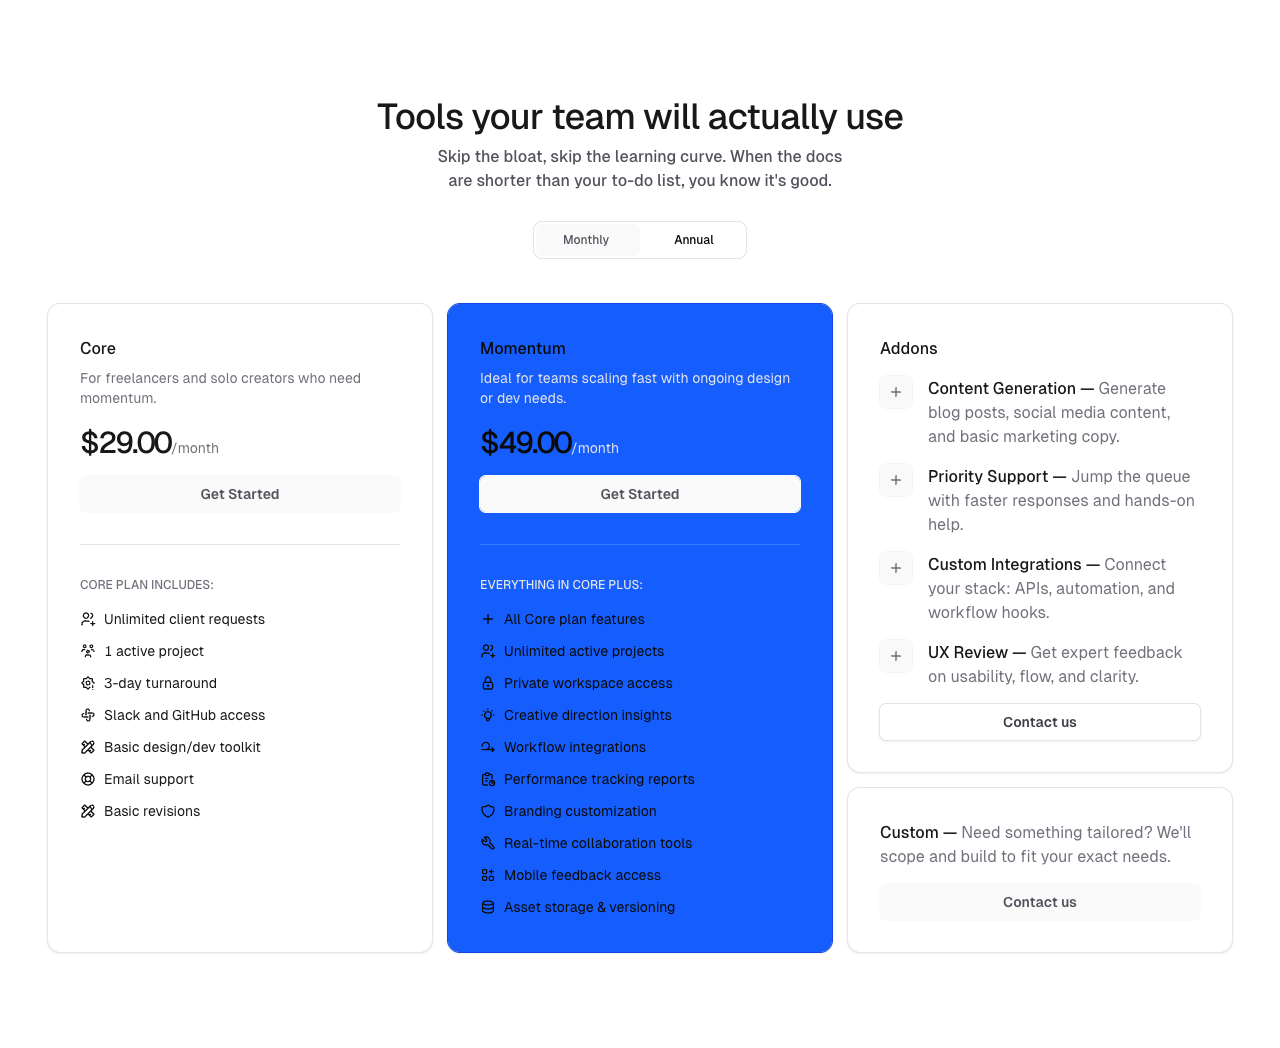 Tools your team will actually use
Skip the bloat, skip the learning curve. When the docs
are shorter than your to-do list, you know it's good.
Monthly
Annual
Core
For freelancers and solo creators who need
momentum.
$29.00/month
Get Started
CORE PLAN INCLUDES:
Unlimited client requests
1 active project
3-day turnaround
Slack and GitHub access
Basic design/dev toolkit
Email support
Basic revisions
Momentum
Ideal for teams scaling fast with ongoing design
or dev needs.
$49.00/month
Get Started
EVERYTHING IN CORE PLUS:
All Core plan features
Unlimited active projects
Private workspace access
Creative direction insights
Workflow integrations
Performance tracking reports
Branding customization
Real-time collaboration tools
Mobile feedback access
Asset storage & versioning
Addons
Content Generation — Generate
blog posts, social media content,
and basic marketing copy.
Priority Support — Jump the queue
with faster responses and hands-on
help.
Custom Integrations — Connect
your stack: APIs, automation, and
workflow hooks.
UX Review — Get expert feedback
on usability, flow, and clarity.
Contact us
Custom — Need something tailored? We'll
scope and build to fit your exact needs.
Contact us